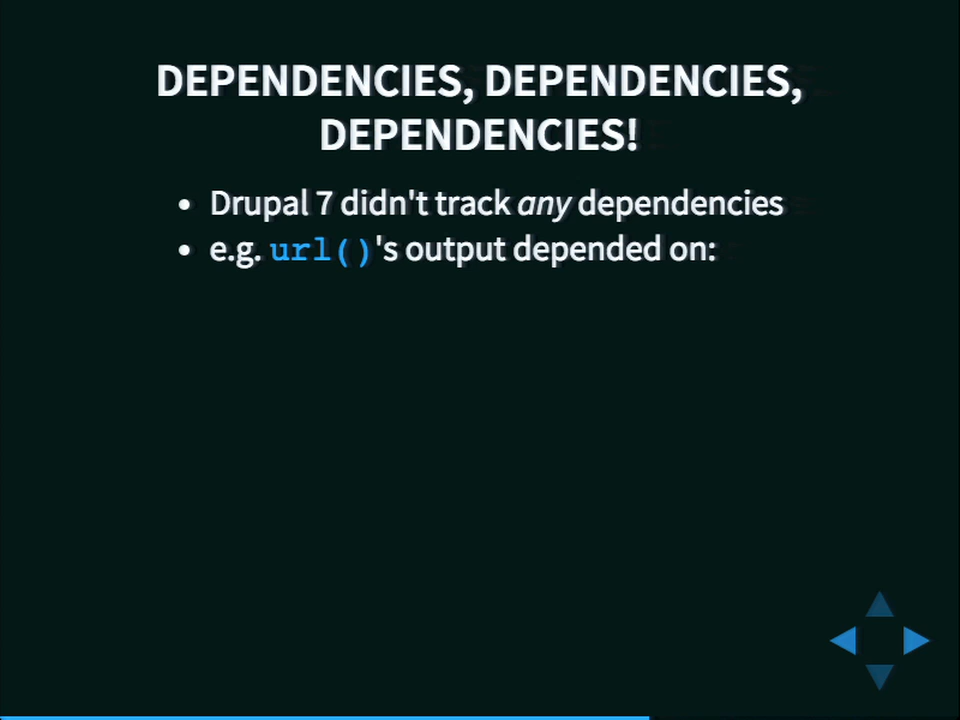 DEPENDENCIES, DEPENDENCIES,
DEPENDENCIES!
• Drupal 7 didn't track any dependencies
• e.g. url()'s output depended on: